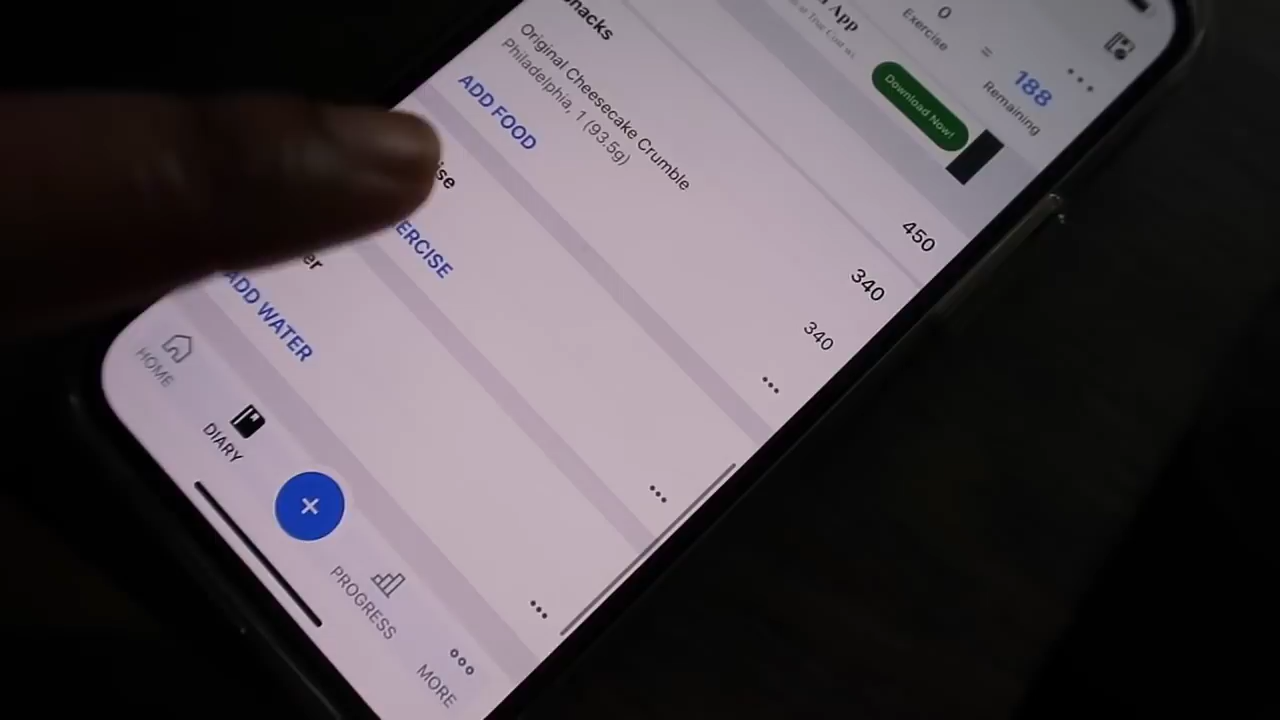 App
0
Exercise
=
188
Remaining
Download Now!
450
Snacks
340
Original Cheesecake Crumble
Philadelphia, 1 (93.5g)
340
ADD FOOD
HOME
DIARY
PROGRESS
MORE
ADD WATER